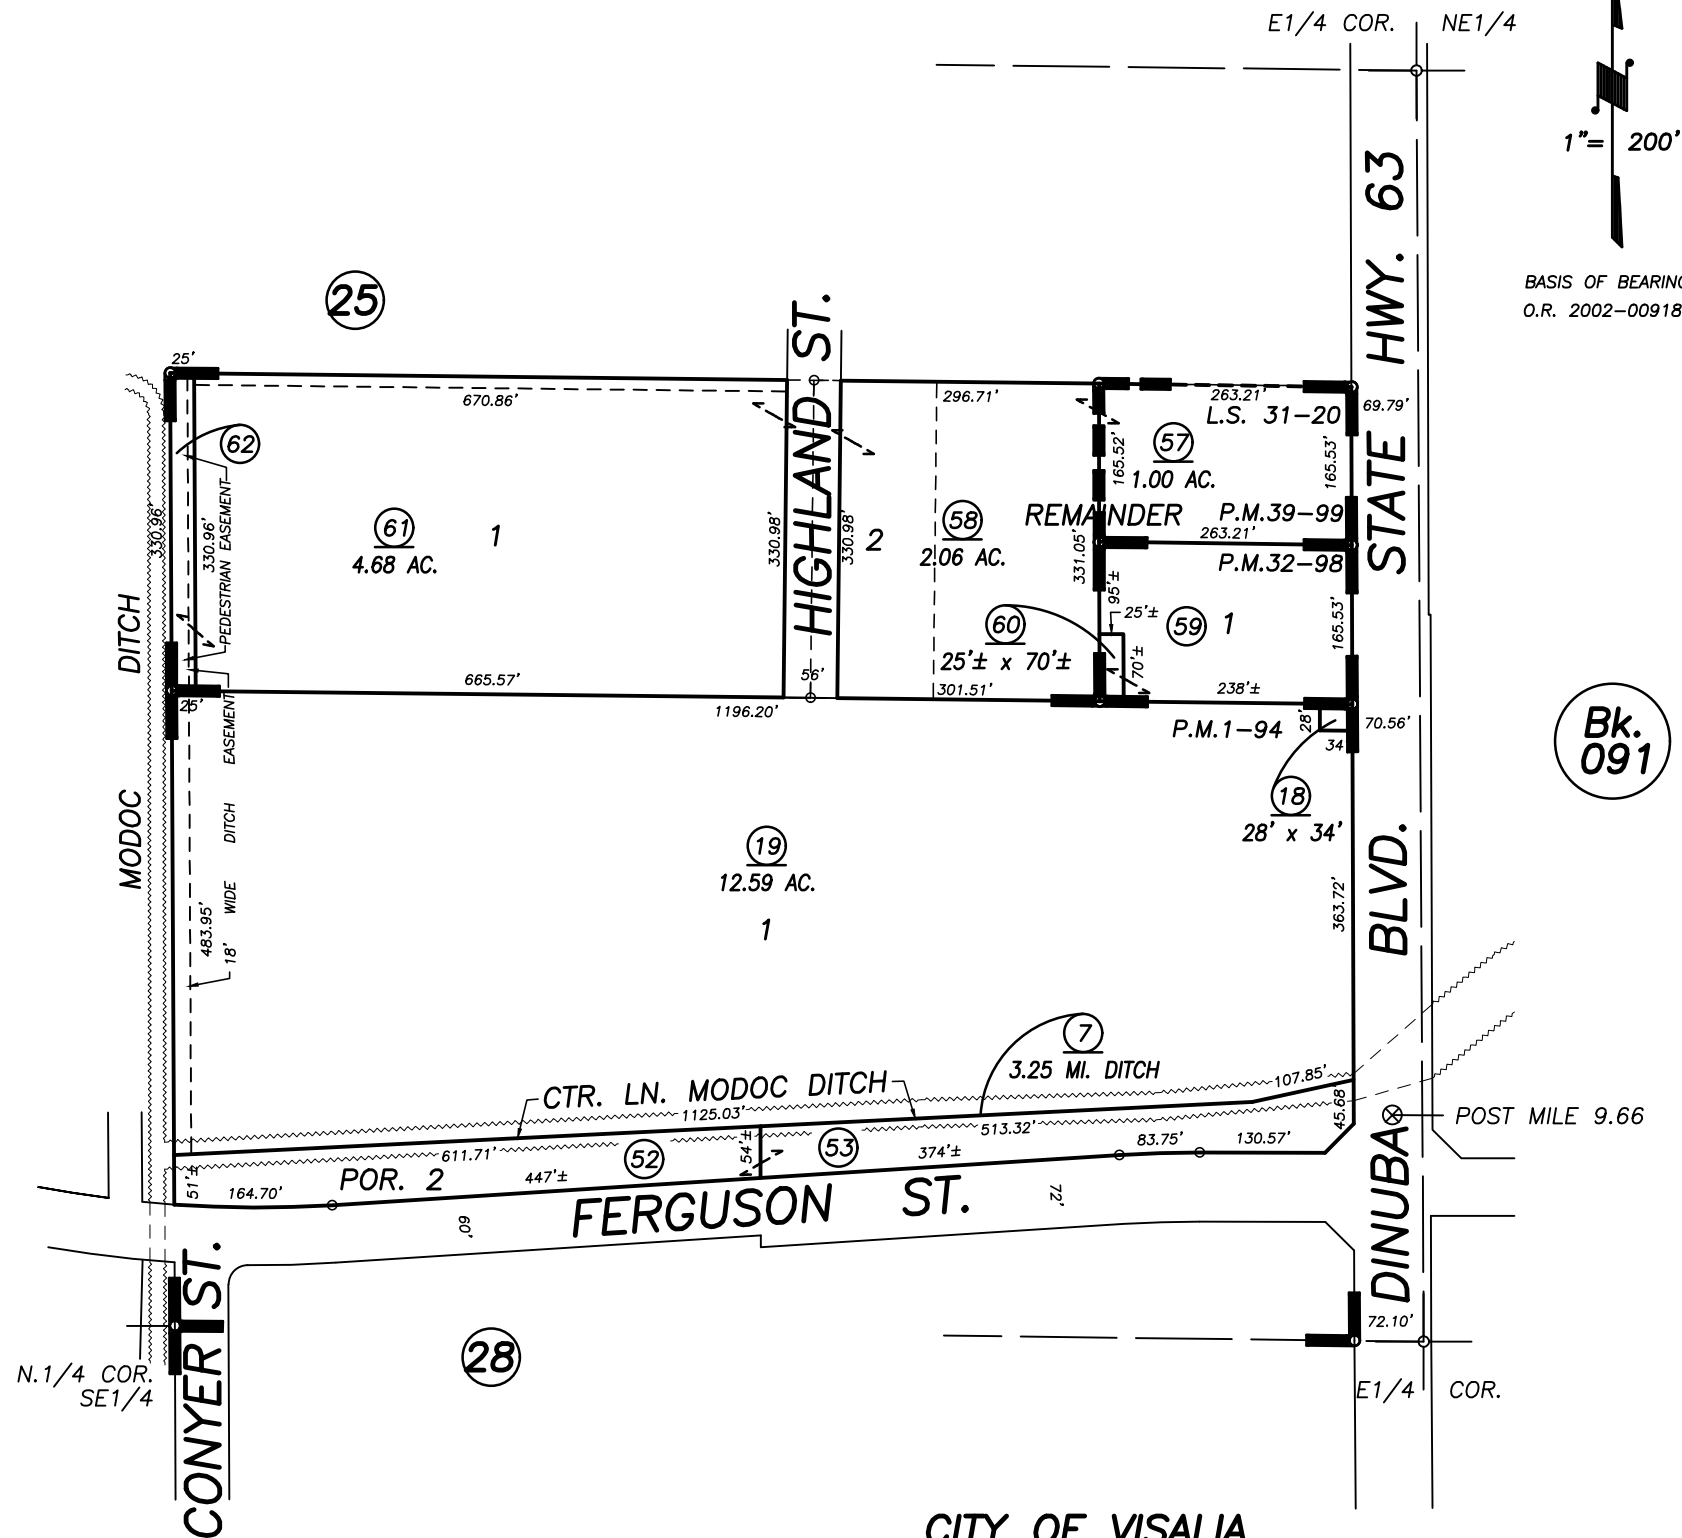 E1/4 COR. NE1/4
1"= 200'
BASIS OF BEARING
O.R. 2002-00918
STATE HWY. 63
25
HIGHLAND ST.
25'
670.86'
296.71'
263.21'
L.S. 31-20
69.79'
62
57
1.00 AC.
165.52'
165.53'
330.96'
330.96'
PEDESTRIAN EASEMENT
61
4.68 AC.
1
330.98'
330.98'
2
58
2.06 AC.
REMAINDER
P.M.39-99
263.21'
P.M.32-98
331.05'
95'±
25'±
59
1
165.53'
60
25'± x 70'±
70'±
MODOC DITCH
665.57'
56'
301.51'
238'±
25'
1196.20'
P.M.1-94
28'
34
70.56'
18
28' x 34'
Bk.
091
18' WIDE DITCH EASEMENT
483.95'
19
12.59 AC.
1
363.72'
DINUBA BLVD.
7
3.25 MI. DITCH
CTR. LN. MODOC DITCH
107.85'
1125.03'
45.68'
POST MILE 9.66
513.32'
611.71'
54'±
53
374'±
83.75'
130.57'
52
447'±
POR. 2
51'±
164.70'
FERGUSON ST.
60'
72'
CONYER ST.
72.10'
28
N.1/4 COR.
SE1/4
E1/4 COR.
CITY OF VISALIA